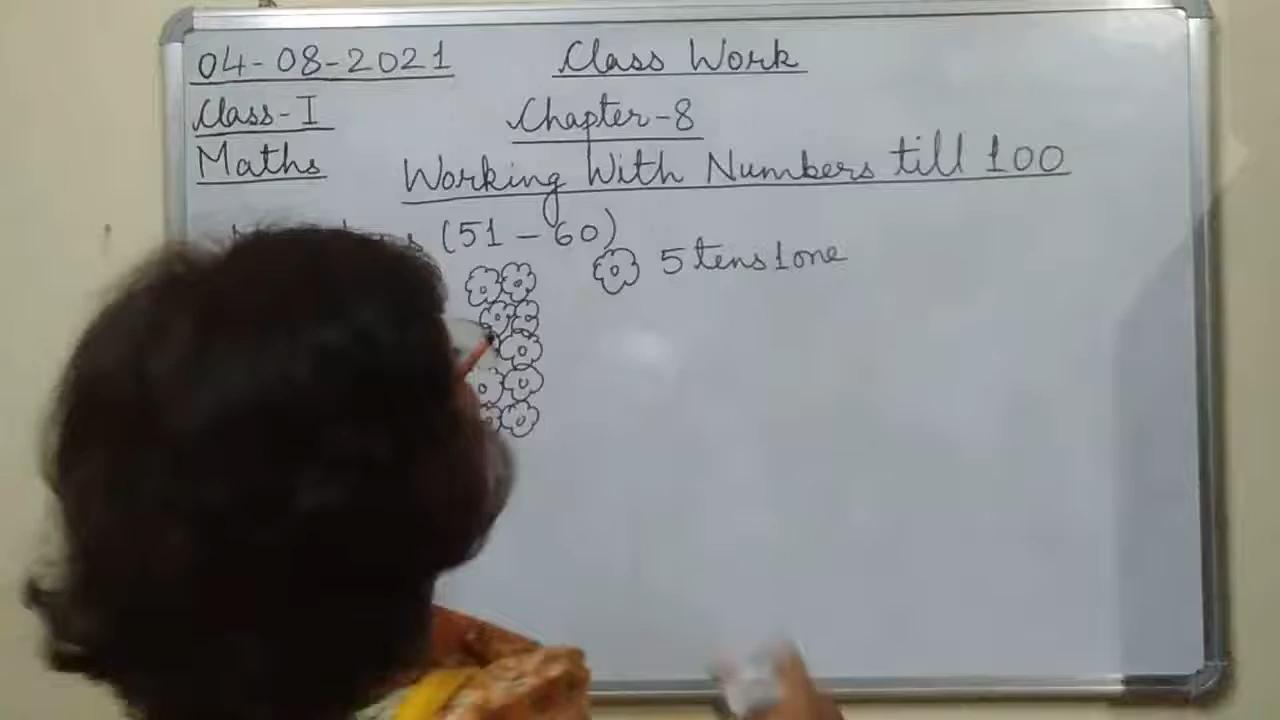 04-08-2021 Class Work
Class-I Chapter-8
Maths Working With Numbers till 100
(51-60)
5 tens 1 one